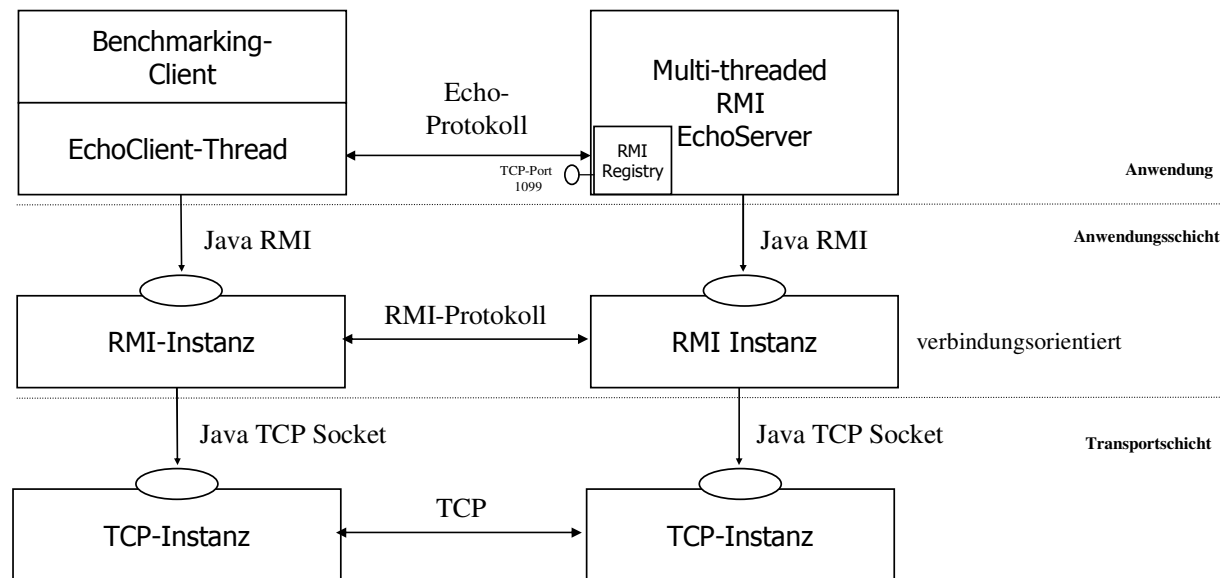 Benchmarking-
Client
EchoClient-Thread
Echo-
Protokoll
Multi-threaded
RMI
EchoServer
RMI
Registry
TCP-Port
1099
Anwendung
Java RMI
Java RMI
Anwendungsschicht
RMI-Instanz
RMI-Protokoll
RMI Instanz
verbindungsorientiert
Java TCP Socket
Java TCP Socket
Transportschicht
TCP-Instanz
TCP
TCP-Instanz